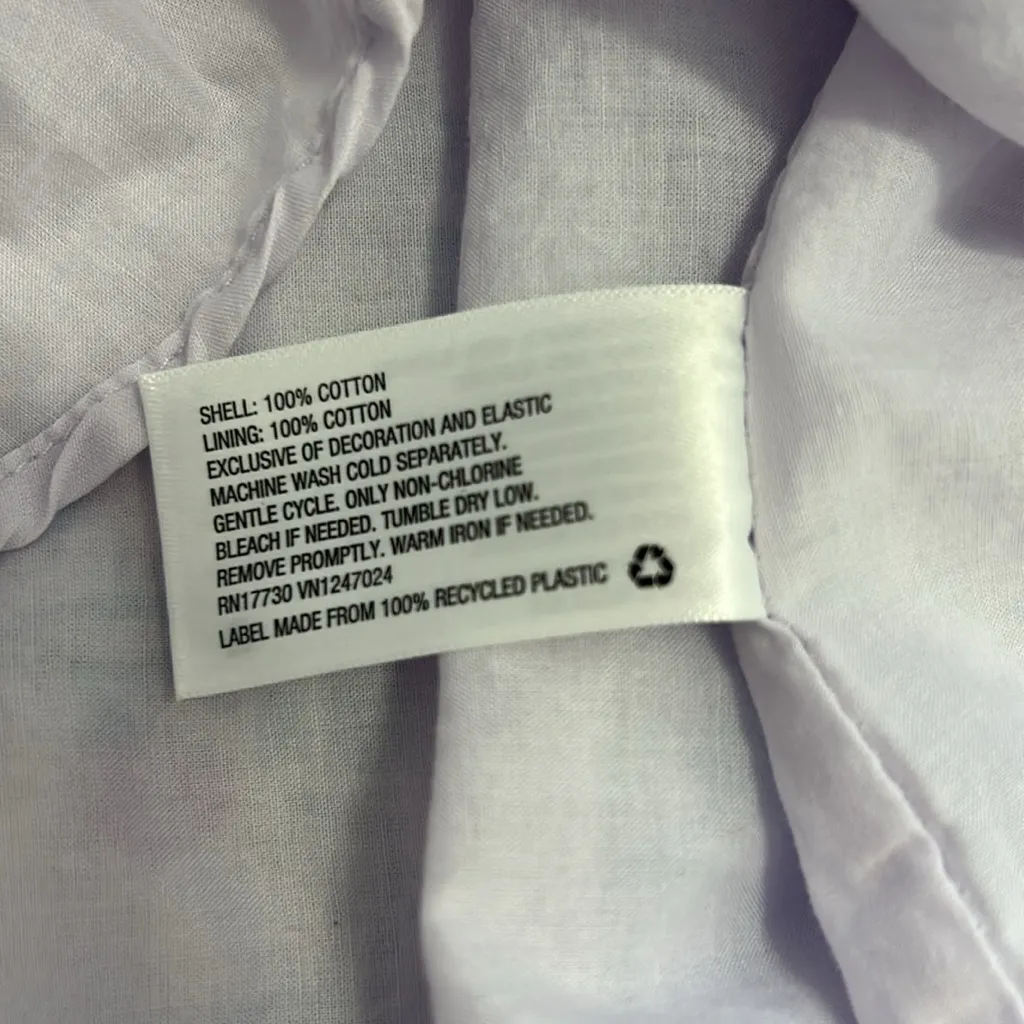 SHELL: 100% COTTON
LINING: 100% COTTON
EXCLUSIVE OF DECORATION AND ELASTIC
MACHINE WASH COLD SEPARATELY.
GENTLE CYCLE. ONLY NON-CHLORINE
BLEACH IF NEEDED. TUMBLE DRY LOW.
REMOVE PROMPTLY. WARM IRON IF NEEDED.
RN17730 VN1247024
LABEL MADE FROM 100% RECYCLED PLASTIC